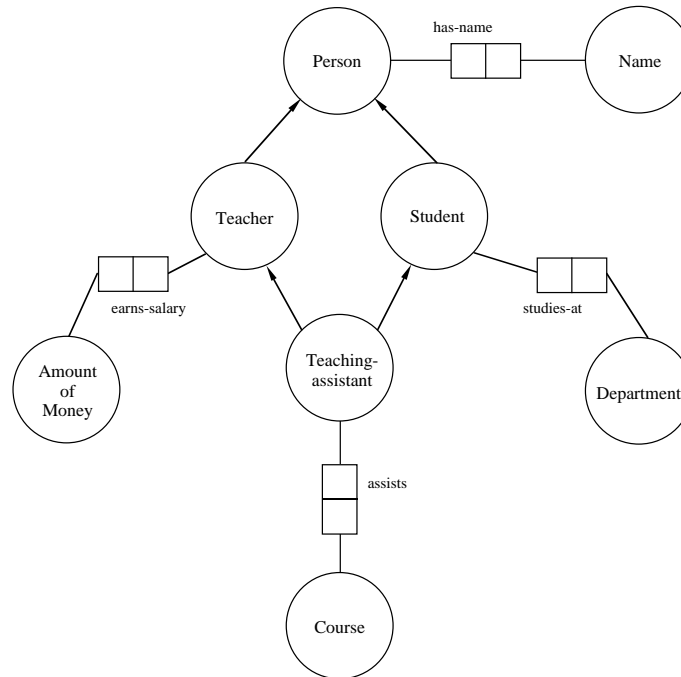 has-name
Person
Name
Teacher
Student
earns-salary
studies-at
Teaching-
assistant
Amount
of
Money
Department
assists
Course